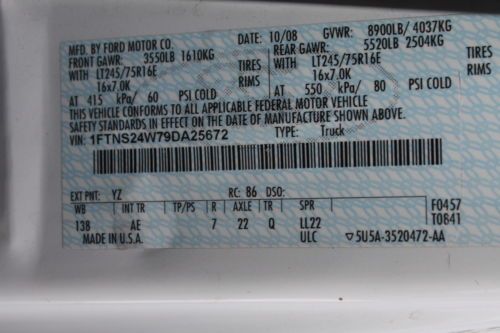 MFD. BY FORD MOTOR CO. DATE: 10/08 GVWR: 8900LB/ 4037KG
FRONT GAWR: 3550LB 1610KG REAR GAWR: 5520LB 2504KG
WITH LT245/75R16E TIRES WITH LT245/75R16E TIRES
16x7.0K RIMS 16x7.0K RIMS
AT 415 kPa/ 60 PSI COLD AT 550 kPa/ 80 PSI COLD
THIS VEHICLE CONFORMS TO ALL APPLICABLE FEDERAL MOTOR VEHICLE
SAFETY STANDARDS IN EFFECT ON THE DATE OF MANUFACTURE SHOWN ABOVE
VIN: 1FTNS24W79DA25672 TYPE: Truck
EXT PNT: YZ RC: 86 DSO:
WB INT TR TP/PS R AXLE TR SPR F0457
138 AE 7 22 Q LL22 T0841
MADE IN U.S.A. ULC ▽5U5A-3520472-AA